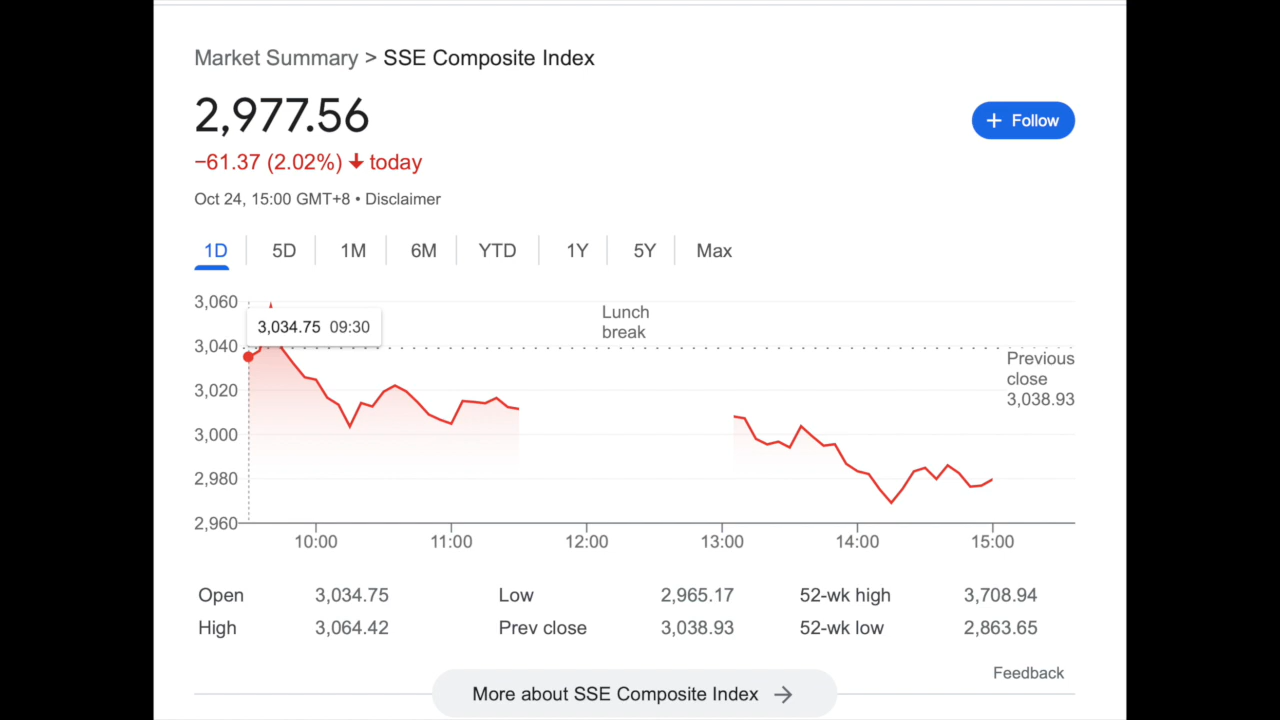 Market Summary > SSE Composite Index
2,977.56
+ Follow
−61.37 (2.02%) ↓ today
Oct 24, 15:00 GMT+8 • Disclaimer
1D 5D 1M 6M YTD 1Y 5Y Max
3,060
3,034.75 09:30
Lunch
break
3,040
Previous
close
3,038.93
3,020
3,000
2,980
2,960
10:00 11:00 12:00 13:00 14:00 15:00
Open 3,034.75 Low 2,965.17 52-wk high 3,708.94
High 3,064.42 Prev close 3,038.93 52-wk low 2,863.65
Feedback
More about SSE Composite Index →